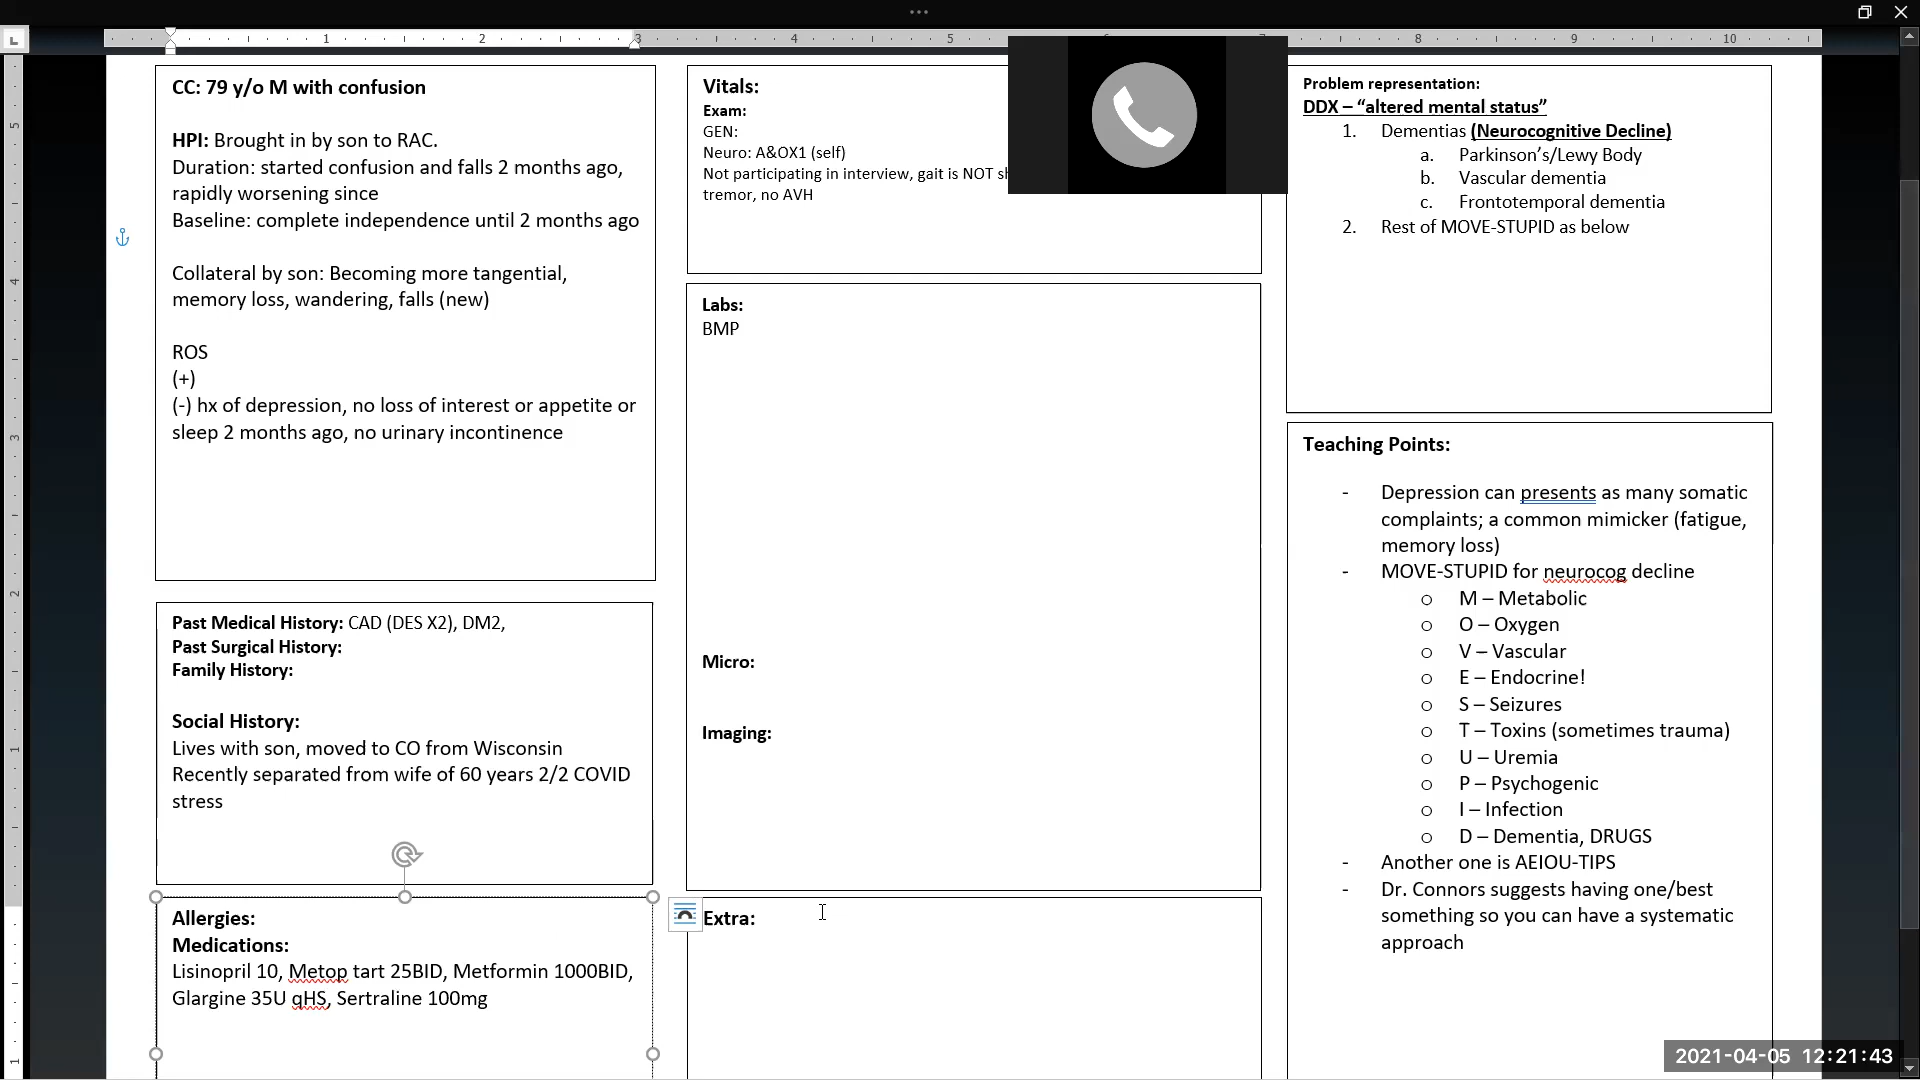 CC: 79 y/o M with confusion
HPI: Brought in by son to RAC.
Duration: started confusion and falls 2 months ago,
rapidly worsening since
Baseline: complete independence until 2 months ago
Collateral by son: Becoming more tangential,
memory loss, wandering, falls (new)
ROS
(+)
(-) hx of depression, no loss of interest or appetite or
sleep 2 months ago, no urinary incontinence
Past Medical History: CAD (DES X2), DM2,
Past Surgical History:
Family History:
Social History:
Lives with son, moved to CO from Wisconsin
Recently separated from wife of 60 years 2/2 COVID
stress
Allergies:
Medications:
Lisinopril 10, Metop tart 25BID, Metformin 1000BID,
Glargine 35U qHS, Sertraline 100mg
Vitals:
Exam:
GEN:
Neuro: A&OX1 (self)
Not participating in interview, gait is NOT
tremor, no AVH
Labs:
BMP
Micro:
Imaging:
Extra:
Problem representation:
DDX – “altered mental status”
1. Dementias (Neurocognitive Decline)
a. Parkinson’s/Lewy Body
b. Vascular dementia
c. Frontotemporal dementia
2. Rest of MOVE-STUPID as below
Teaching Points:
- Depression can presents as many somatic
complaints; a common mimicker (fatigue,
memory loss)
- MOVE-STUPID for neurocog decline
o M – Metabolic
o O – Oxygen
o V – Vascular
o E – Endocrine!
o S – Seizures
o T – Toxins (sometimes trauma)
o U – Uremia
o P – Psychogenic
o I – Infection
o D – Dementia, DRUGS
- Another one is AEIOU-TIPS
- Dr. Connors suggests having one/best
something so you can have a systematic
approach
2021-04-05 12:21:43